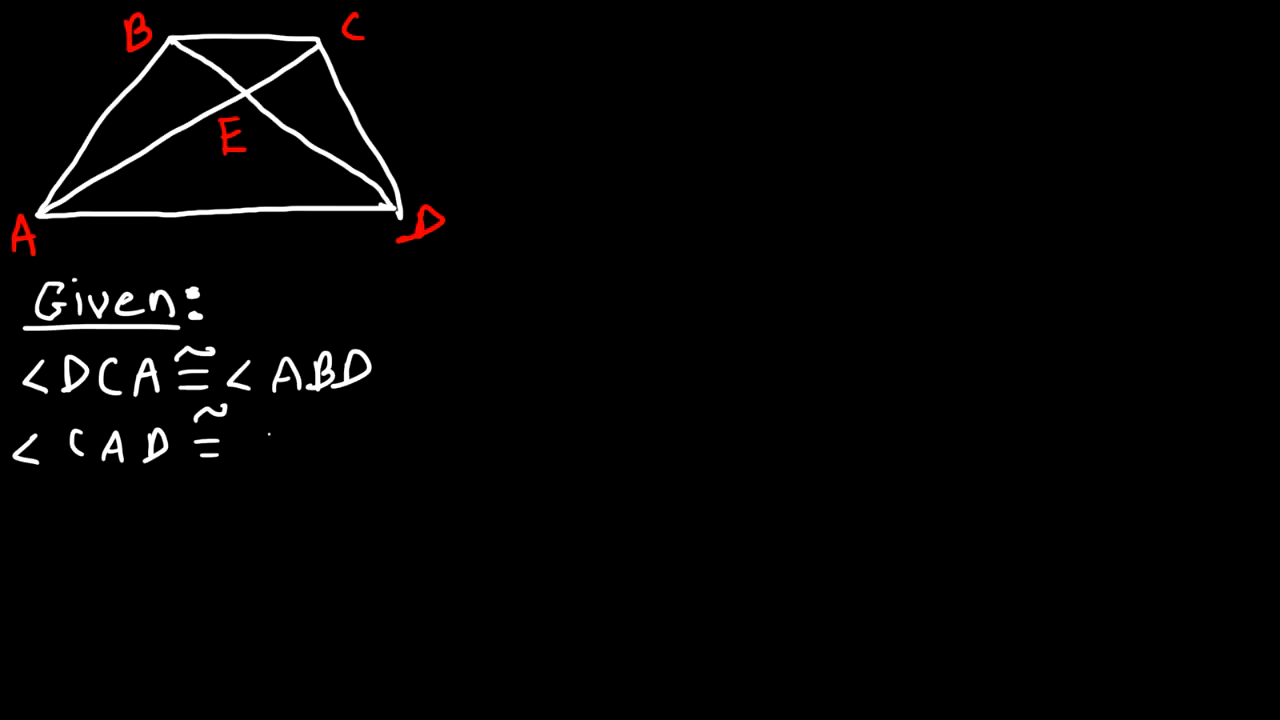 B C
E
A D
Given:
<DCA ≅ < ABD
< CAD ≅